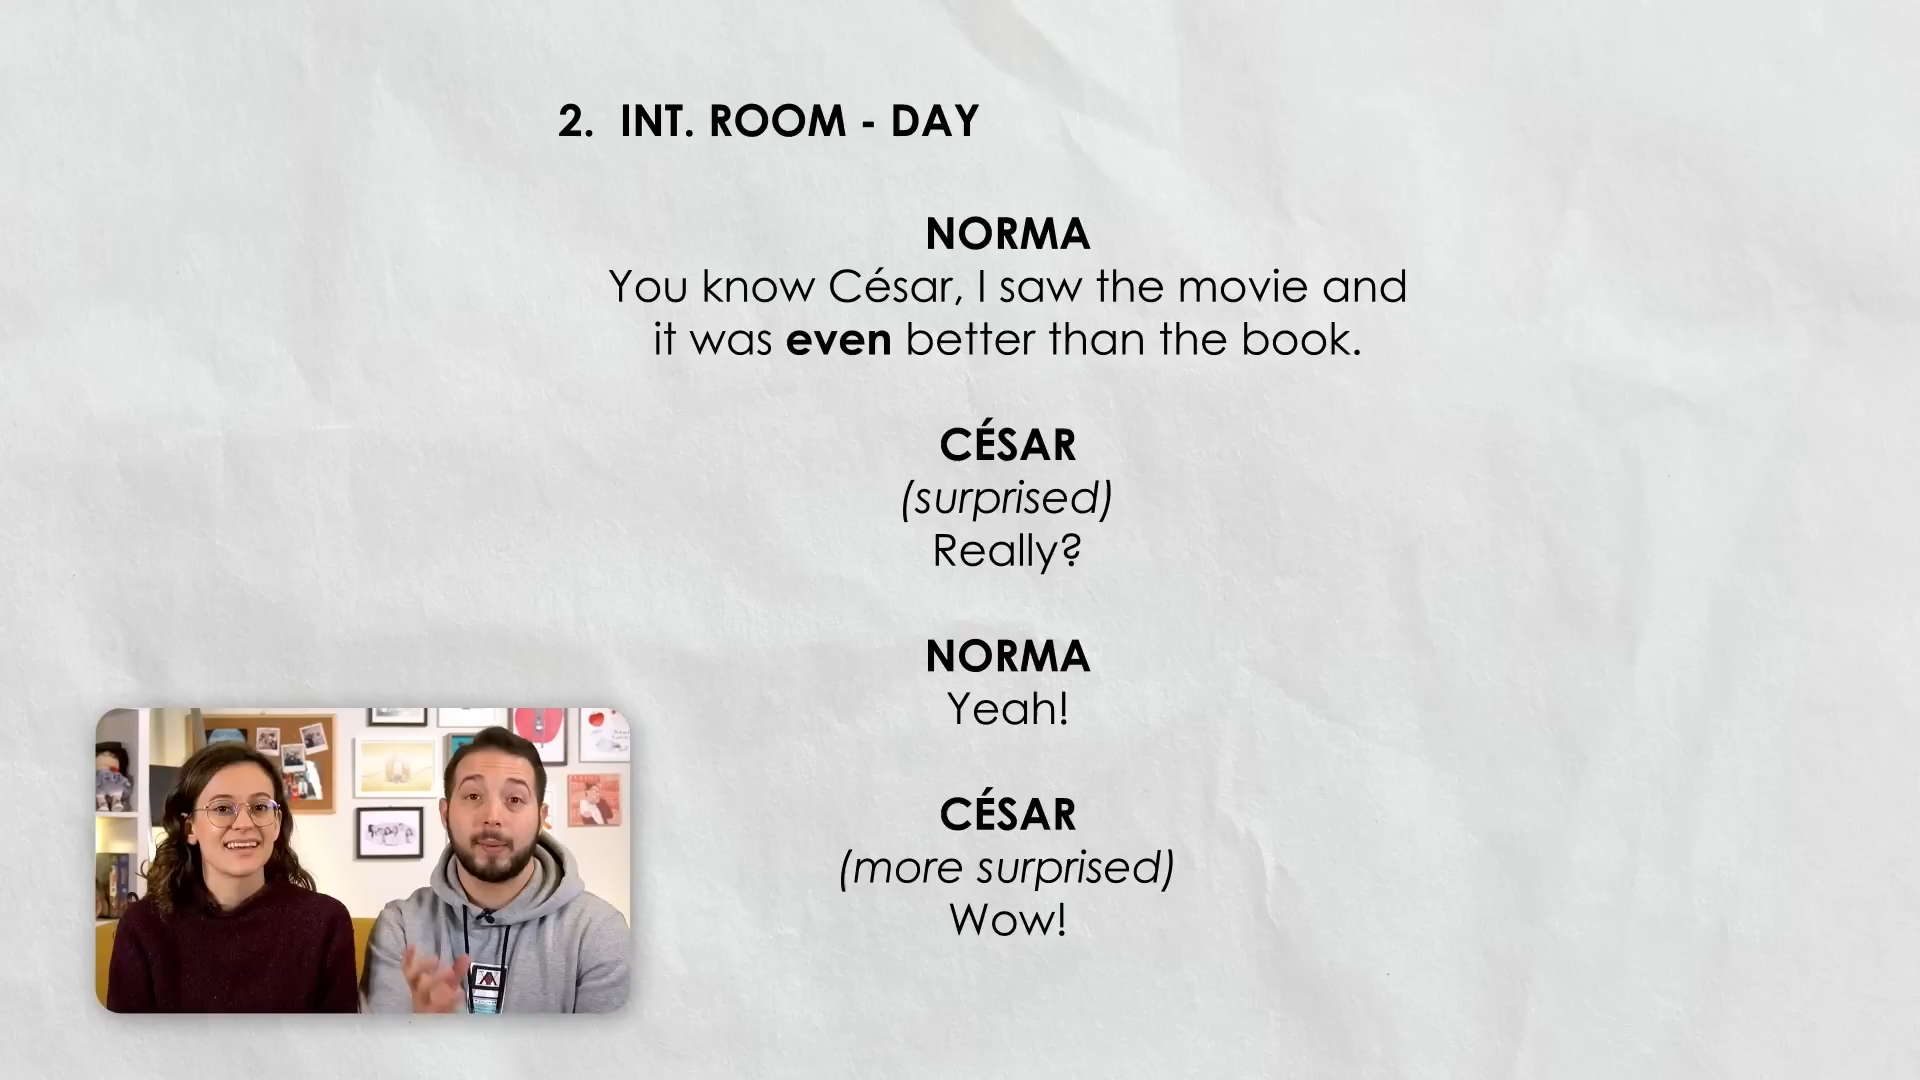 2. INT. ROOM - DAY
NORMA
You know César, I saw the movie and
it was even better than the book.
CÉSAR
(surprised)
Really?
NORMA
Yeah!
CÉSAR
(more surprised)
Wow!